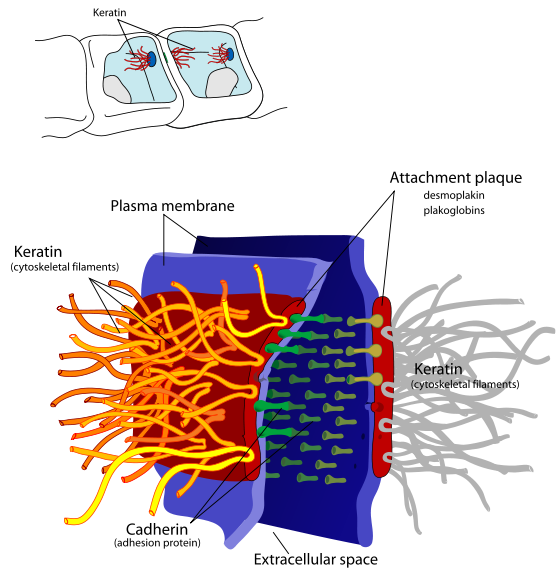 Keratin
Attachment plaque
desmoplakin
plakoglobins
Plasma membrane
Keratin
(cytoskeletal filaments)
Keratin
(cytoskeletal filaments)
Cadherin
(adhesion protein)
Extracellular space